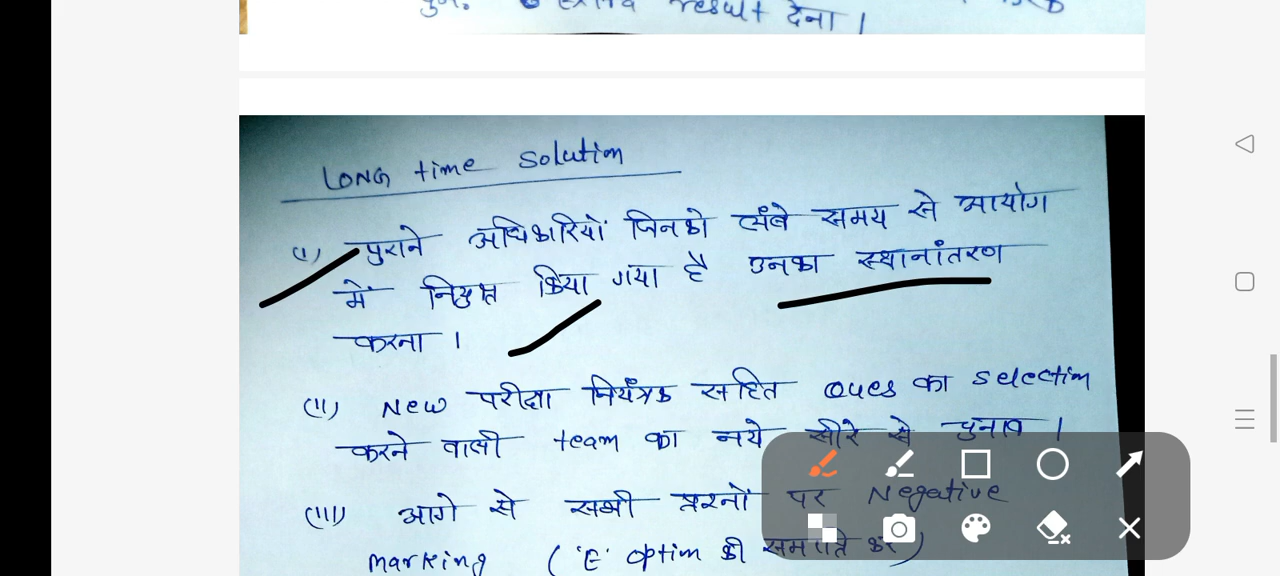 result देना ।
LONG time solution
(I) पुराने अधिकारियों जिनको लंबे समय से आयोग
में नियुक्त किया गया है उनका स्थानांतरण
करना ।
(II) New परीक्षा नियंत्रक सहित Ques का selection
करने वाली team का नये सीरे से चुनाव ।
(III) आगे से सभी प्रश्नों पर Negative
marking ( 'E' option की समाप्ति कर )